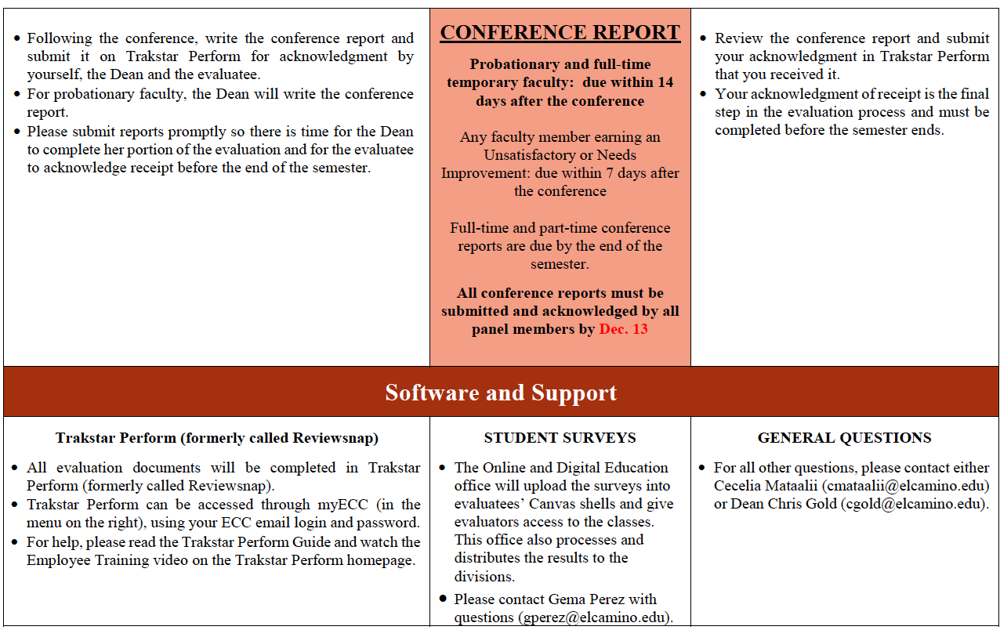 • Following the conference, write the conference report and
submit it on Trakstar Perform for acknowledgment by
yourself, the Dean and the evaluatee.
• For probationary faculty, the Dean will write the conference
report.
• Please submit reports promptly so there is time for the Dean
to complete her portion of the evaluation and for the evaluatee
to acknowledge receipt before the end of the semester.
CONFERENCE REPORT
Probationary and full-time
temporary faculty:  due within 14
days after the conference
Any faculty member earning an
Unsatisfactory or Needs
Improvement: due within 7 days after
the conference
Full-time and part-time conference
reports are due by the end of the
semester.
All conference reports must be
submitted and acknowledged by all
panel members by Dec. 13
• Review the conference report and submit
your acknowledgment in Trakstar Perform
that you received it.
• Your acknowledgment of receipt is the final
step in the evaluation process and must be
completed before the semester ends.
Software and Support
Trakstar Perform (formerly called Reviewsnap)
• All evaluation documents will be completed in Trakstar
Perform (formerly called Reviewsnap).
• Trakstar Perform can be accessed through myECC (in the
menu on the right), using your ECC email login and password.
• For help, please read the Trakstar Perform Guide and watch the
Employee Training video on the Trakstar Perform homepage.
STUDENT SURVEYS
• The Online and Digital Education
office will upload the surveys into
evaluatees’ Canvas shells and give
evaluators access to the classes.
This office also processes and
distributes the results to the
divisions.
• Please contact Gema Perez with
questions (gperez@elcamino.edu).
GENERAL QUESTIONS
• For all other questions, please contact either
Cecelia Mataalii (cmataalii@elcamino.edu)
or Dean Chris Gold (cgold@elcamino.edu).